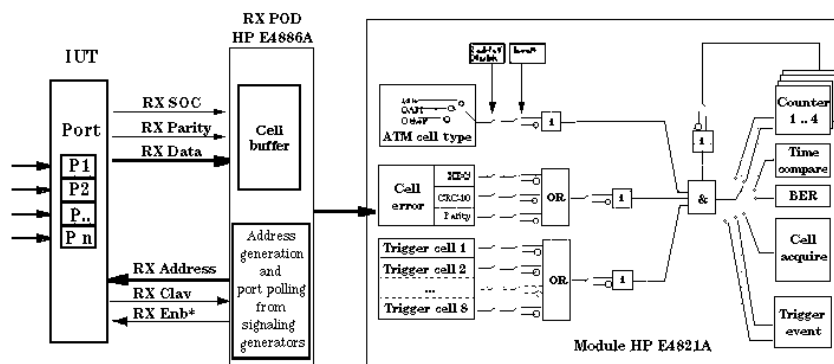 RX POD
HP E4886A
IUT
Port
P1
P2
P..
P n
RX SOC
RX Parity
RX Data
RX Address
RX Clav
RX Enb*
Cell
buffer
Address
generation
and
port polling
from
signaling
generators
ATM cell type
1
Cell
error
HEC
CRC-10
Parity
OR
1
Trigger cell 1
Trigger cell 2
...
Trigger cell 8
OR
1
&
1
Counter
1 .. 4
Time
compare
BER
Cell
acquire
Trigger
event
Module HP E4821A